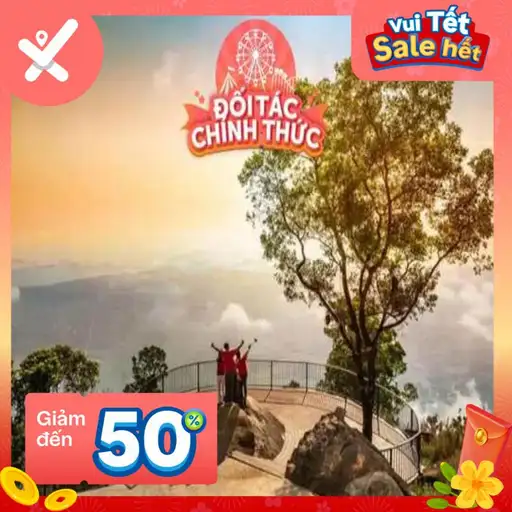 Vui Tết
Sale hết
ĐỐI TÁC
CHÍNH THỨC
Giảm
đến
50%